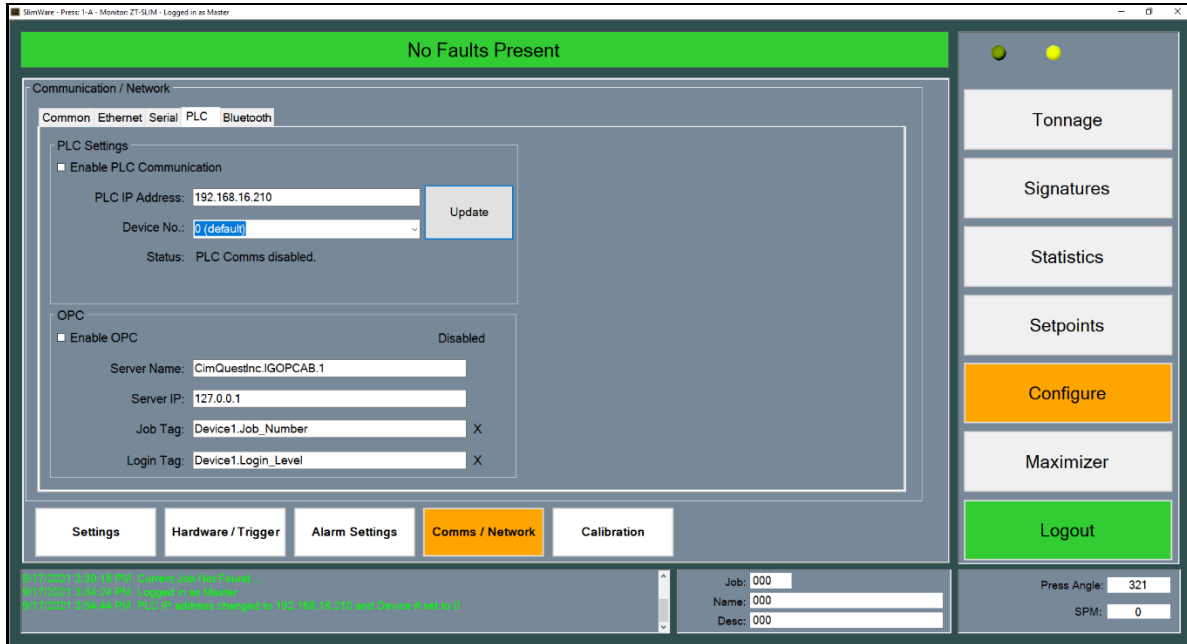 SlimWare - Press: 1-A - Monitor: ZT-SLIM - Logged in as Master
No Faults Present
Communication / Network
Common Ethernet Serial PLC Bluetooth
PLC Settings
Enable PLC Communication
PLC IP Address: 192.168.16.210
Update
Device No.: 0 (default)
Status: PLC Comms disabled.
OPC
Enable OPC Disabled
Server Name: CimQuestInc.IGOPCAB.1
Server IP: 127.0.0.1
Job Tag: Device1.Job_Number X
Login Tag: Device1.Login_Level X
Settings Hardware / Trigger Alarm Settings Comms / Network Calibration
Tonnage
Signatures
Statistics
Setpoints
Configure
Maximizer
Logout
9/17/2021 3:30:18 PM Current Job Not Found
9/17/2021 3:34:34 PM Logged in as Master
9/17/2021 3:54:44 PM PLC IP address changed to 192.168.16.210 and Device # set to 0
Job: 000
Name: 000
Desc: 000
Press Angle: 321
SPM: 0